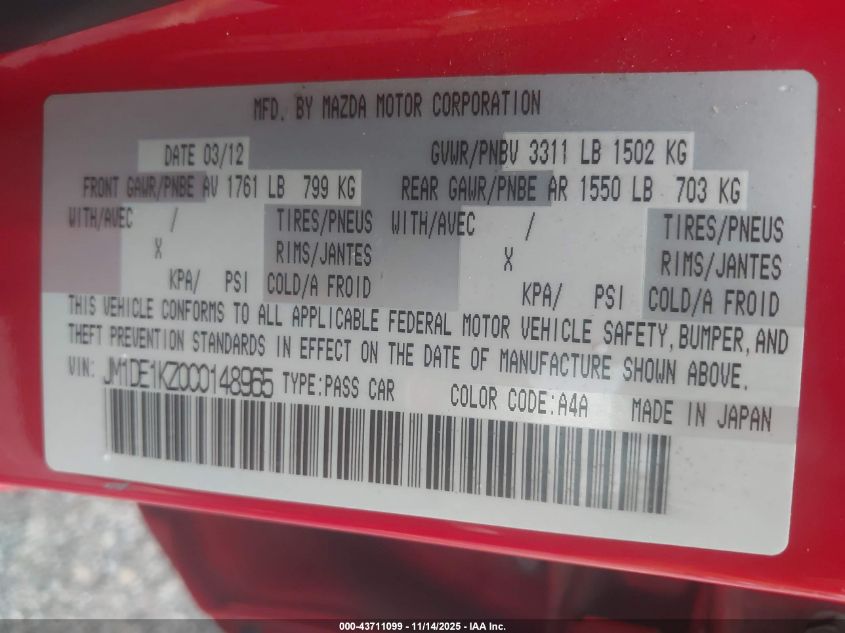 MFD. BY MAZDA MOTOR CORPORATION
DATE 03/12 GVWR/PNBV 3311 LB 1502 KG
FRONT GAWR/PNBE AV 1761 LB 799 KG REAR GAWR/PNBE AR 1550 LB 703 KG
WITH/AVEC / TIRES/PNEUS WITH/AVEC / TIRES/PNEUS
X RIMS/JANTES X RIMS/JANTES
KPA/ PSI COLD/A FROID KPA/ PSI COLD/A FROID
THIS VEHICLE CONFORMS TO ALL APPLICABLE FEDERAL MOTOR VEHICLE SAFETY, BUMPER, AND
THEFT PREVENTION STANDARDS IN EFFECT ON THE DATE OF MANUFACTURE SHOWN ABOVE.
VIN: JM1DE1KZ0C0148965 TYPE:PASS CAR COLOR CODE:A4A MADE IN JAPAN
000-43711099 - 11/14/2025 - IAA Inc.